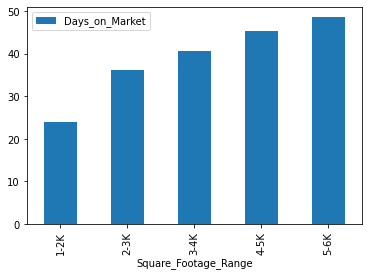 Days_on_Market
50
40
30
20
10
0
1-2K
2-3K
3-4K
4-5K
5-6K
Square_Footage_Range